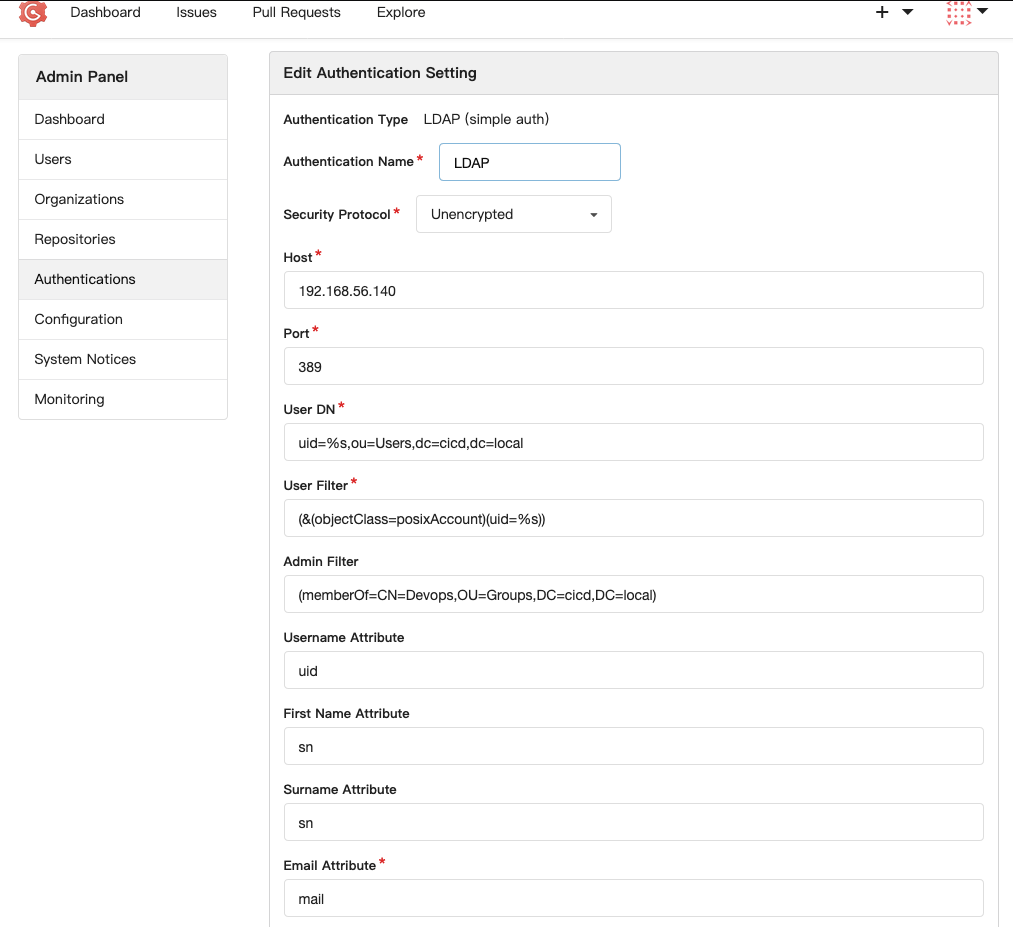 Dashboard Issues Pull Requests Explore
Admin Panel
Dashboard
Users
Organizations
Repositories
Authentications
Configuration
System Notices
Monitoring
Edit Authentication Setting
Authentication Type LDAP (simple auth)
Authentication Name* LDAP
Security Protocol* Unencrypted
Host*
192.168.56.140
Port*
389
User DN*
uid=%s,ou=Users,dc=cicd,dc=local
User Filter*
(&(objectClass=posixAccount)(uid=%s))
Admin Filter
(memberOf=CN=Devops,OU=Groups,DC=cicd,DC=local)
Username Attribute
uid
First Name Attribute
sn
Surname Attribute
sn
Email Attribute*
mail